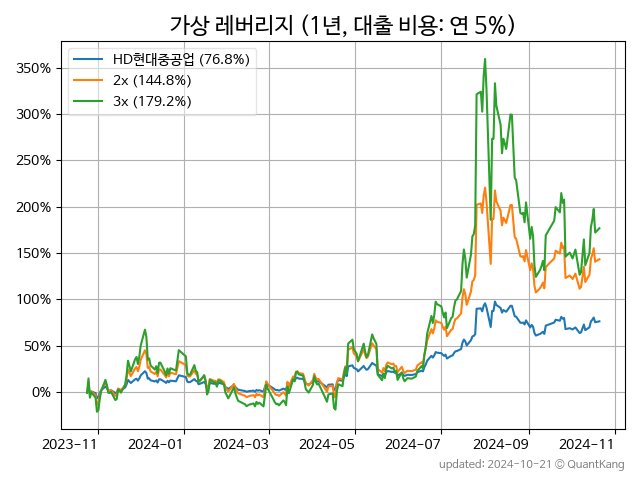 가상 레버리지 (1년, 대출 비용: 연 5%)
HD현대중공업 (76.8%)
2x (144.8%)
3x (179.2%)
350%
300%
250%
200%
150%
100%
50%
0%
2023-11 2024-01 2024-03 2024-05 2024-07 2024-09 2024-11
updated: 2024-10-21 © QuantKang